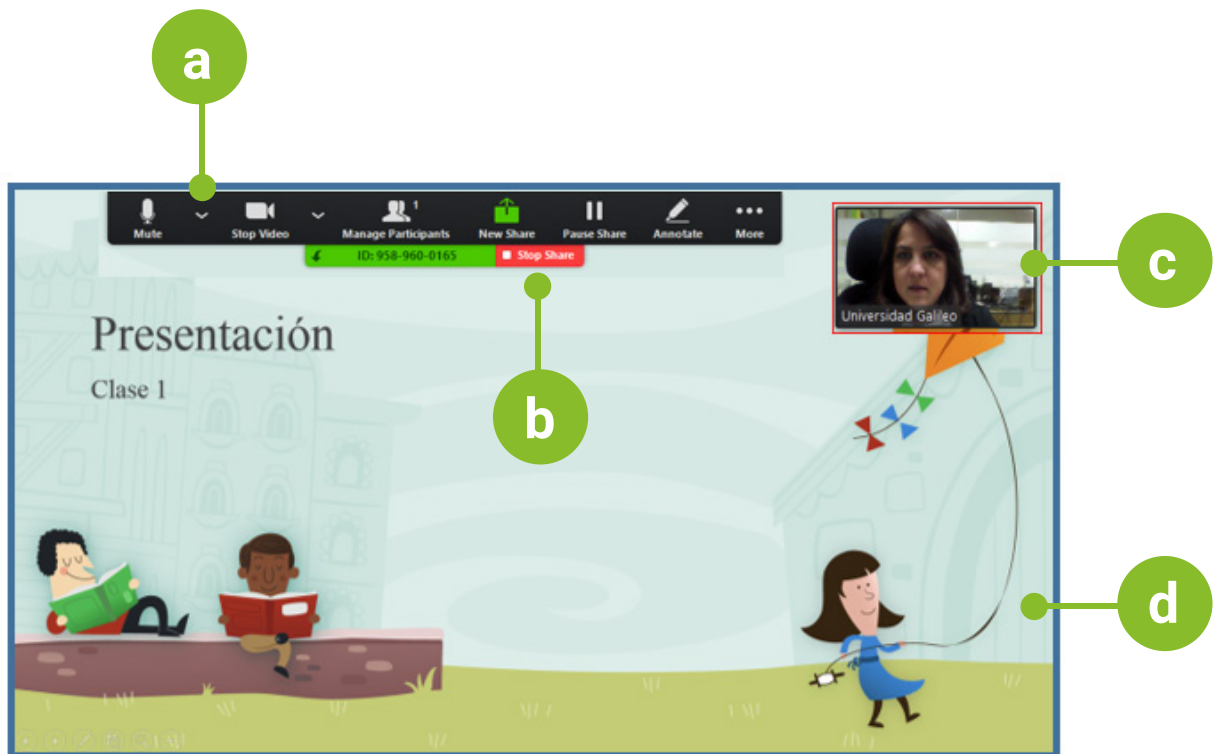 a
1
Mute Stop Video Manage Participants New Share Pause Share Annotate More
ID: 958-960-0165 Stop Share
Universidad Galileo
c
Presentación
Clase 1
b
d